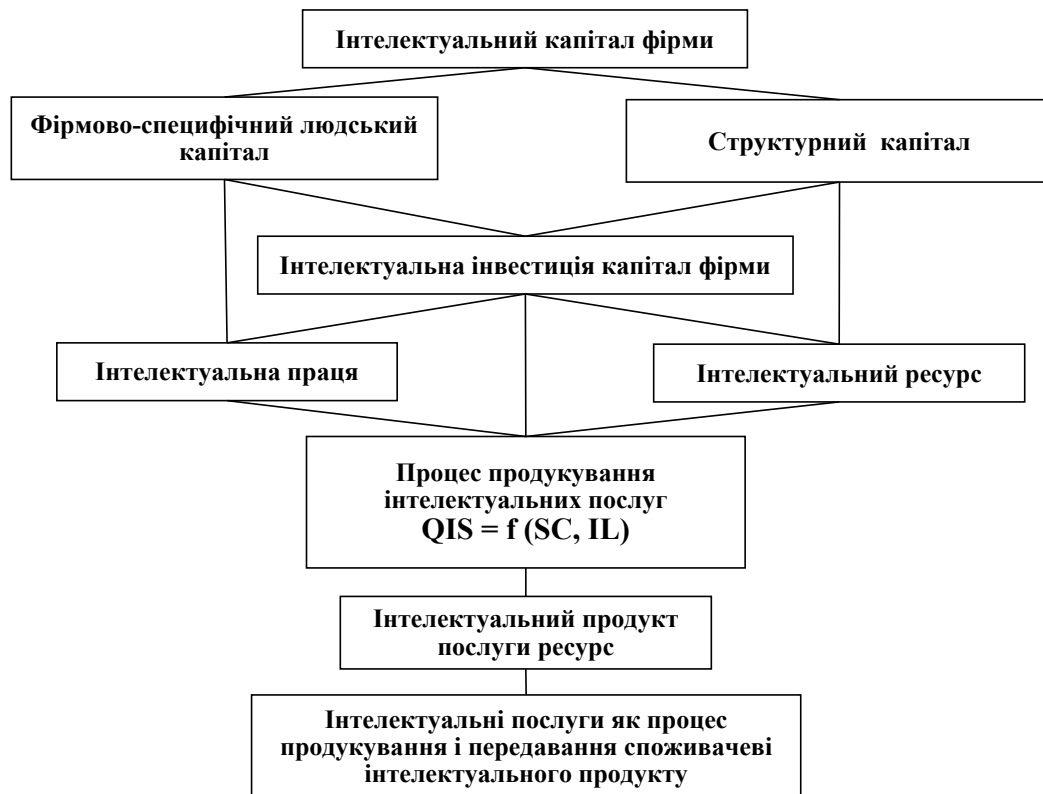 Інтелектуальний капітал фірми
Фірмово-специфічний людський
капітал
Структурний капітал
Інтелектуальна інвестиція капітал фірми
Інтелектуальна праця
Інтелектуальний ресурс
Процес продукування
інтелектуальних послуг
QIS = f (SC, IL)
Інтелектуальний продукт
послуги ресурс
Інтелектуальні послуги як процес
продукування і передавання споживачеві
інтелектуального продукту